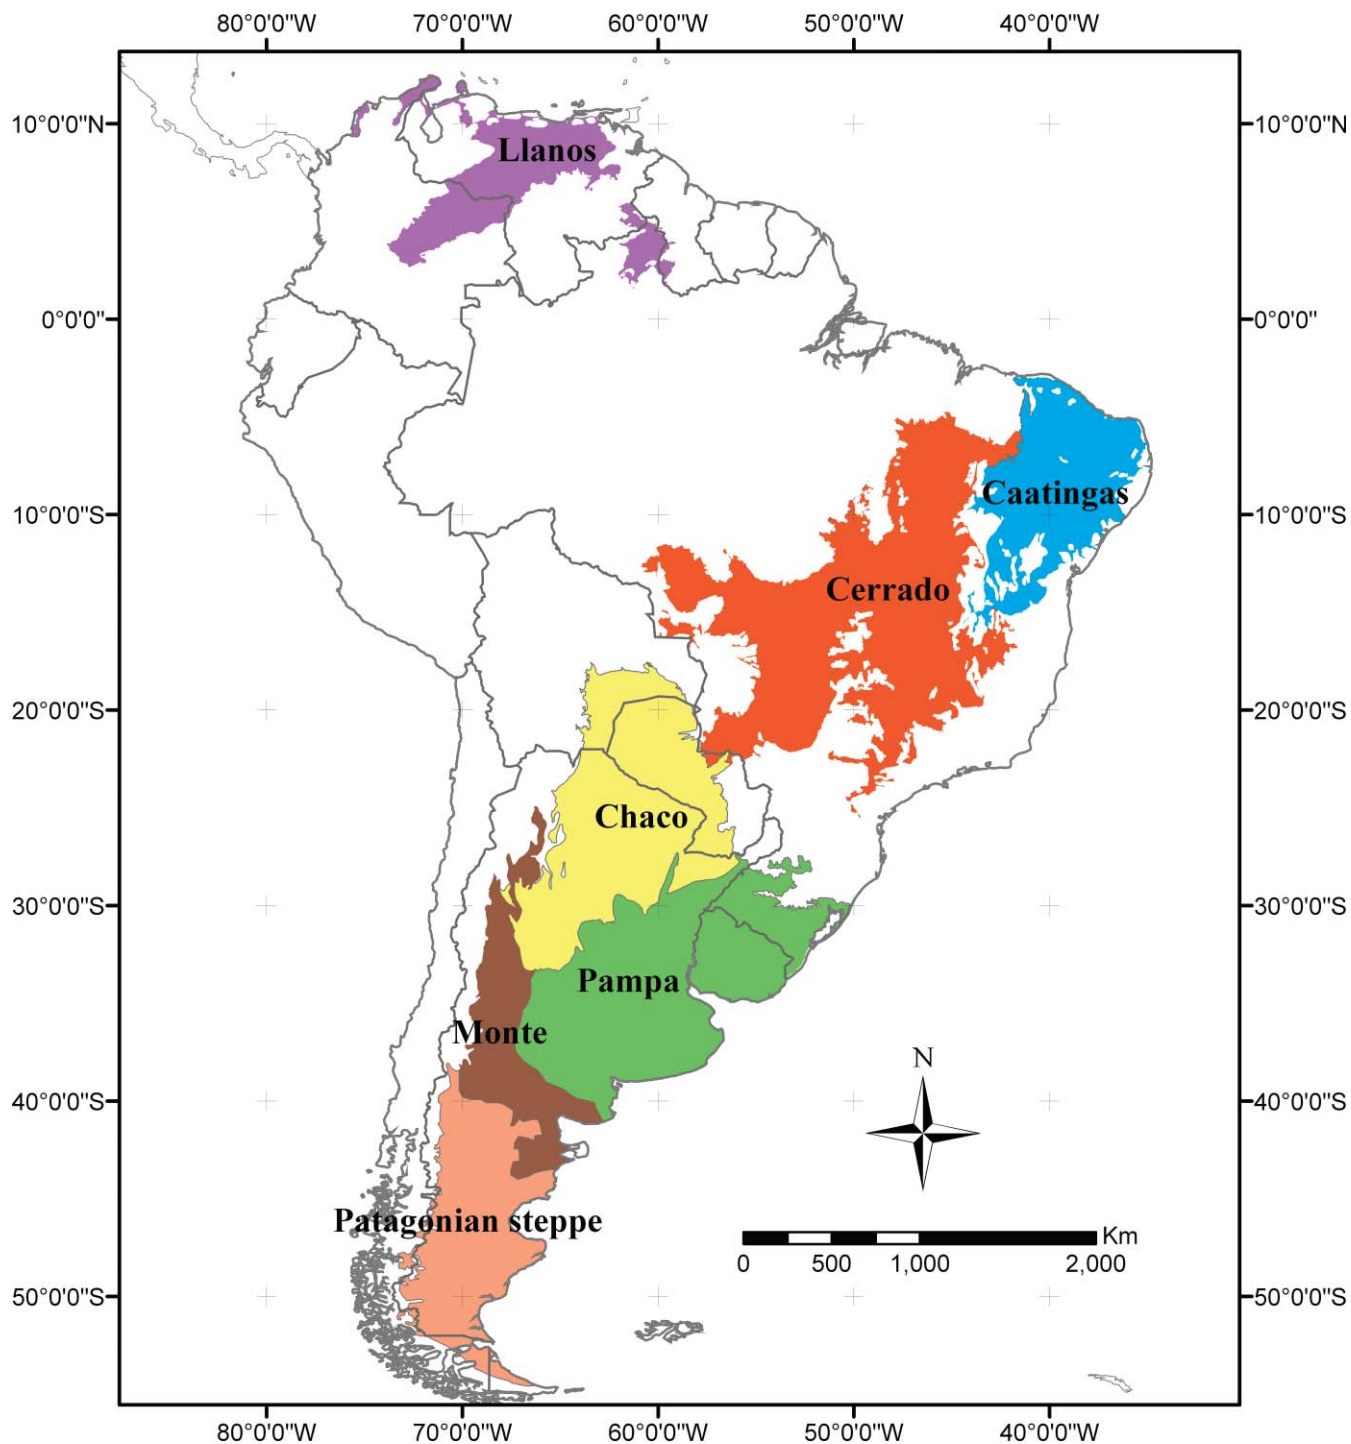 80°0'0"W 70°0'0"W 60°0'0"W 50°0'0"W 40°0'0"W
10°0'0"N 10°0'0"N
Llanos
0°0'0" 0°0'0"
Caatingas
10°0'0"S 10°0'0"S
Cerrado
20°0'0"S 20°0'0"S
Chaco
30°0'0"S 30°0'0"S
Pampa
Monte
N
40°0'0"S 40°0'0"S
Patagonian steppe
Km
0 500 1,000 2,000
50°0'0"S 50°0'0"S
80°0'0"W 70°0'0"W 60°0'0"W 50°0'0"W 40°0'0"W